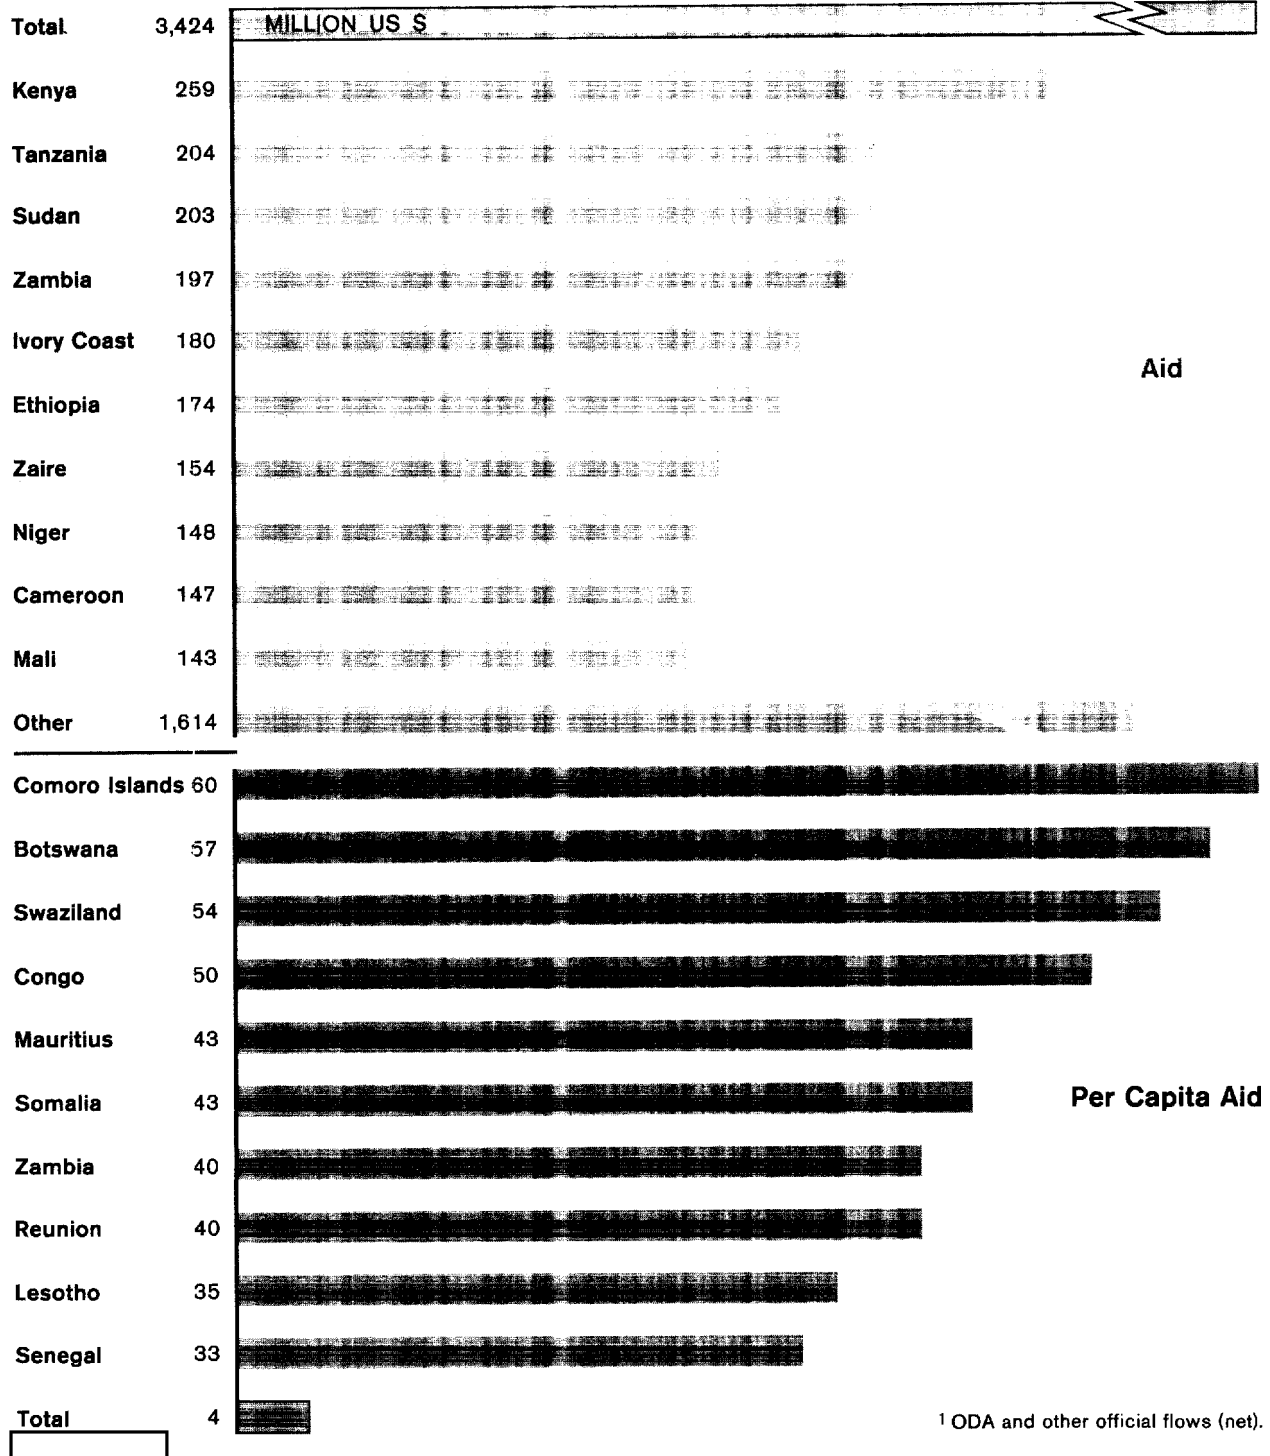 Total. 3,424 MILLION US $
Kenya 259
Tanzania 204
Sudan 203
Zambia 197
Ivory Coast 180
Aid
Ethiopia 174
Zaire 154
Niger 148
Cameroon 147
Mali 143
Other 1,614
Comoro Islands 60
Botswana 57
Swaziland 54
Congo 50
Mauritius 43
Somalia 43 Per Capita Aid
Zambia 40
Reunion 40
Lesotho 35
Senegal 33
Total 4 1 ODA and other official flows (net).